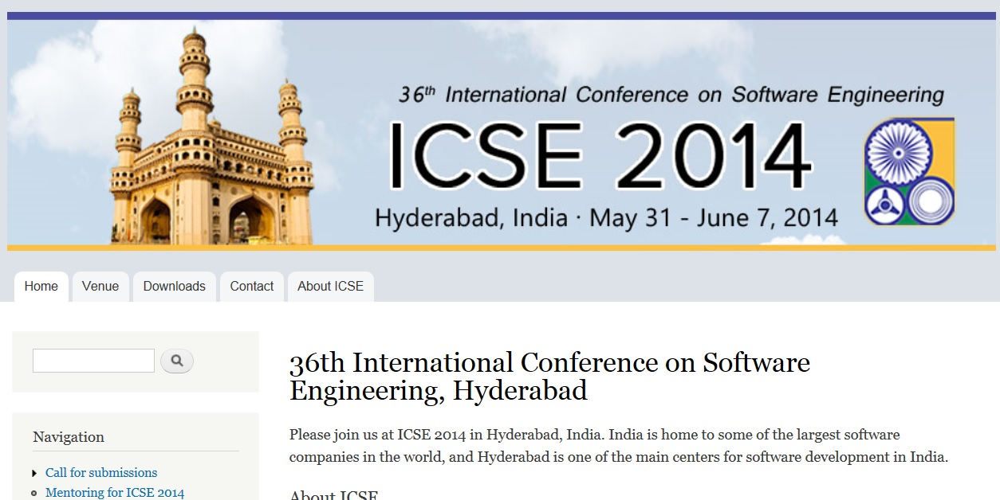 36th International Conference on Software Engineering
ICSE 2014
Hyderabad, India · May 31 - June 7, 2014
Home
Venue
Downloads
Contact
About ICSE
36th International Conference on Software
Engineering, Hyderabad
Please join us at ICSE 2014 in Hyderabad, India. India is home to some of the largest software
companies in the world, and Hyderabad is one of the main centers for software development in India.
About ICSE
Navigation
Call for submissions
Mentoring for ICSE 2014